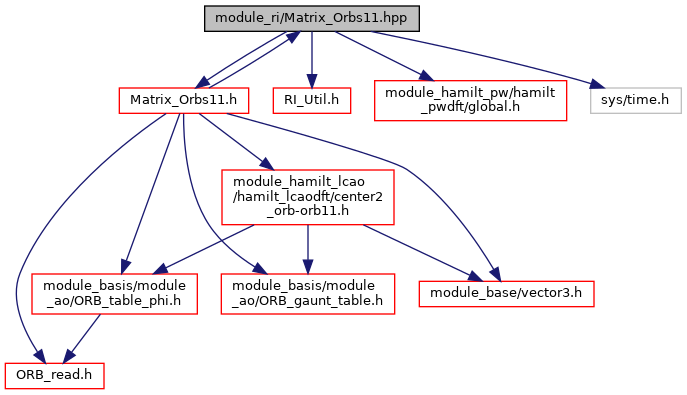 module_ri/Matrix_Orbs11.hpp
Matrix_Orbs11.h
RI_Util.h
module_hamilt_pw/hamilt
_pwdft/global.h
sys/time.h
module_hamilt_lcao
/hamilt_lcaodft/center2
_orb-orb11.h
module_basis/module
_ao/ORB_table_phi.h
module_basis/module
_ao/ORB_gaunt_table.h
module_base/vector3.h
ORB_read.h